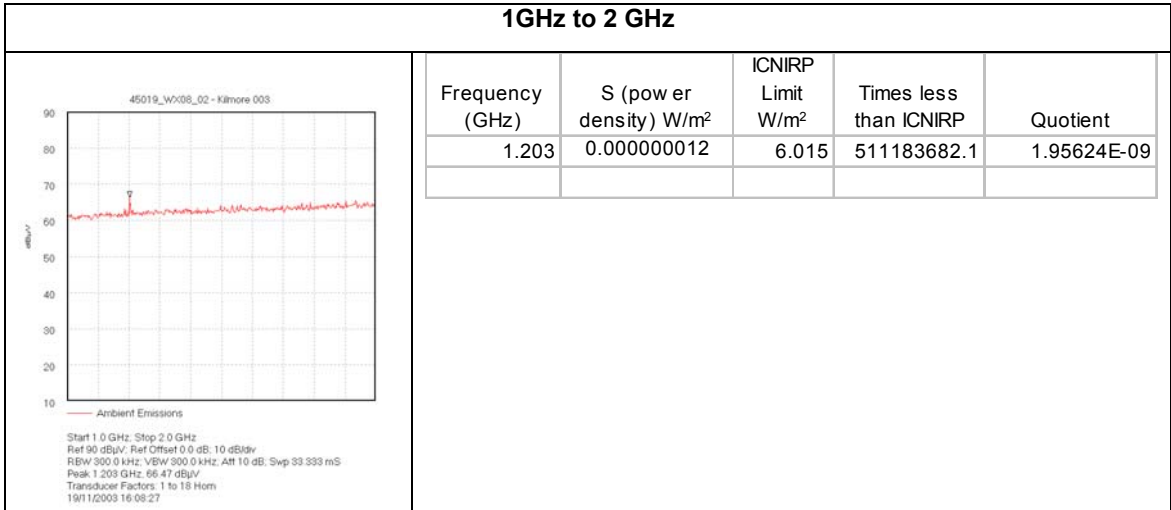 1GHz to 2 GHz
45019_WX08_02 - Kilmore 003
90
80
70
60
50
40
30
20
10
dBµV
Ambient Emissions
Start 1.0 GHz; Stop 2.0 GHz
Ref 90 dBµV; Ref Offset 0.0 dB; 10 dB/div
RBW 300.0 kHz; VBW 300.0 kHz; Att 10 dB; Swp 33.333 mS
Peak 1.203 GHz, 66.47 dBµV
Transducer Factors: 1 to 18 Horn
19/11/2003 16:08:27
Frequency (GHz) S (pow er density) W/m² ICNIRP Limit W/m² Times less than ICNIRP Quotient
1.203 0.000000012 6.015 511183682.1 1.95624E-09